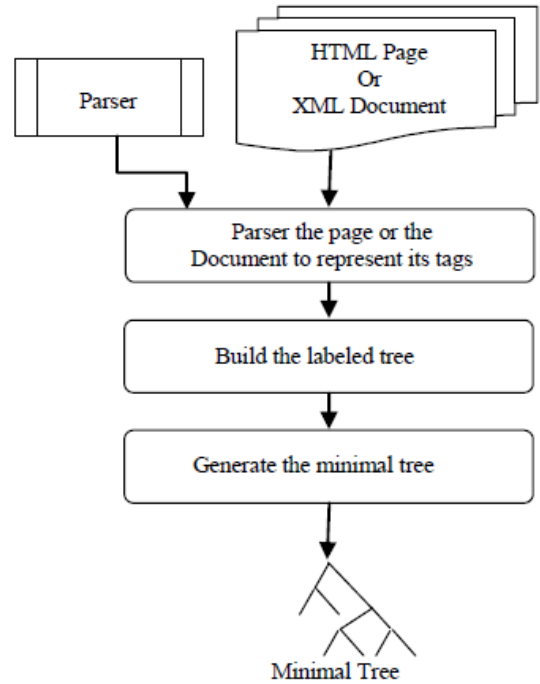 Parser
HTML Page
Or
XML Document
Parser the page or the
Document to represent its tags
Build the labeled tree
Generate the minimal tree
Minimal Tree